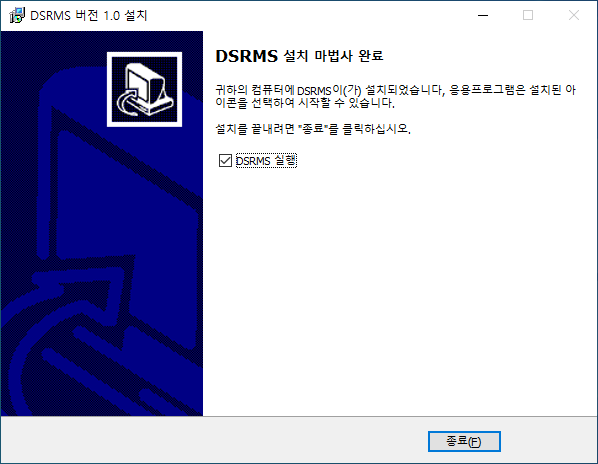 DSRMS 버전 1.0 설치
DSRMS 설치 마법사 완료
귀하의 컴퓨터에 DSRMS이(가) 설치되었습니다, 응용프로그램은 설치된 아
이콘을 선택하여 시작할 수 있습니다.
설치를 끝내려면 "종료"를 클릭하십시오.
DSRMS 실행
종료(F)